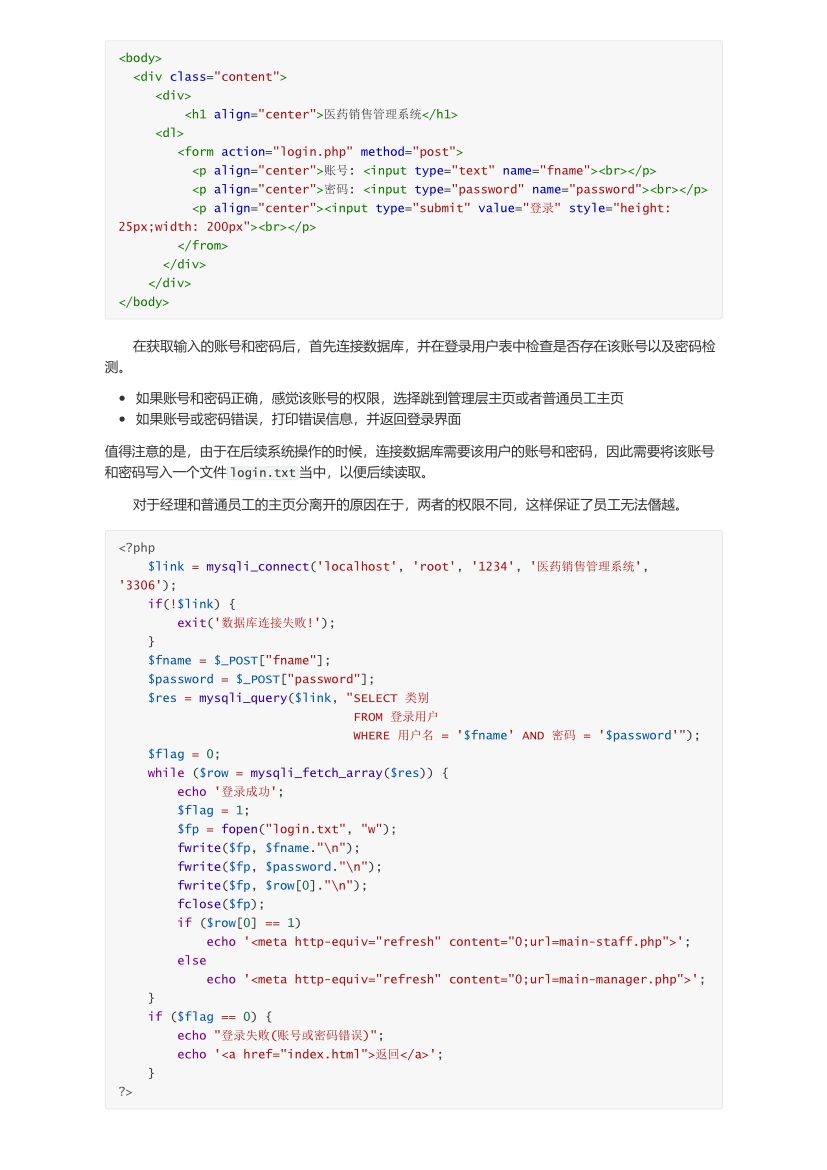 <body>
  <div class="content">
     <div>
         <h1 align="center">医药销售管理系统</h1>
     <dl>
        <form action="login.php" method="post">
          <p align="center">账号: <input type="text" name="fname"><br></p>
          <p align="center">密码: <input type="password" name="password"><br></p>
          <p align="center"><input type="submit" value="登录" style="height:
25px;width: 200px"><br></p>
        </from>
      </div>
    </div>
</body>
在获取输入的账号和密码后，首先连接数据库，并在登录用户表中检查是否存在该账号以及密码检
测。
• 如果账号和密码正确，感觉该账号的权限，选择跳到管理层主页或者普通员工主页
• 如果账号或密码错误，打印错误信息，并返回登录界面
值得注意的是，由于在后续系统操作的时候，连接数据库需要该用户的账号和密码，因此需要将该账号
和密码写入一个文件 login.txt 当中，以便后续读取。
对于经理和普通员工的主页分离开的原因在于，两者的权限不同，这样保证了员工无法僭越。
<?php
    $link = mysqli_connect('localhost', 'root', '1234', '医药销售管理系统',
'3306');
    if(!$link) {
        exit('数据库连接失败!');
    }
    $fname = $_POST["fname"];
    $password = $_POST["password"];
    $res = mysqli_query($link, "SELECT 类别
                                FROM 登录用户
                                WHERE 用户名 = '$fname' AND 密码 = '$password'");
    $flag = 0;
    while ($row = mysqli_fetch_array($res)) {
        echo '登录成功';
        $flag = 1;
        $fp = fopen("login.txt", "w");
        fwrite($fp, $fname."\n");
        fwrite($fp, $password."\n");
        fwrite($fp, $row[0]."\n");
        fclose($fp);
        if ($row[0] == 1)
            echo '<meta http-equiv="refresh" content="0;url=main-staff.php">';
        else
            echo '<meta http-equiv="refresh" content="0;url=main-manager.php">';
    }
    if ($flag == 0) {
        echo "登录失败(账号或密码错误)";
        echo '<a href="index.html">返回</a>';
    }
?>